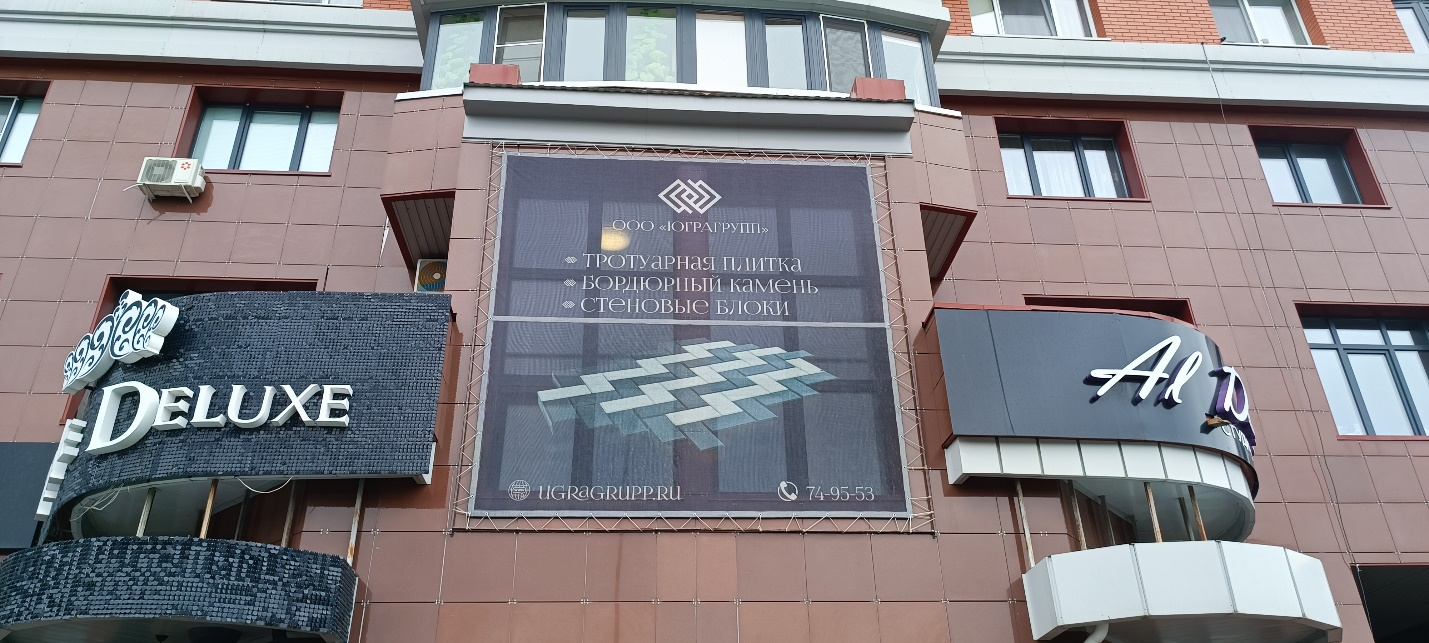 ООО «ЮГРАГРУПП»
ТРОТУАРНАЯ ПЛИТКА
БОРДЮРНЫЙ КАМЕНЬ
СТЕНОВЫЕ БЛОКИ
UGRAGRUPP.RU
74-95-53
DELUXE
Al